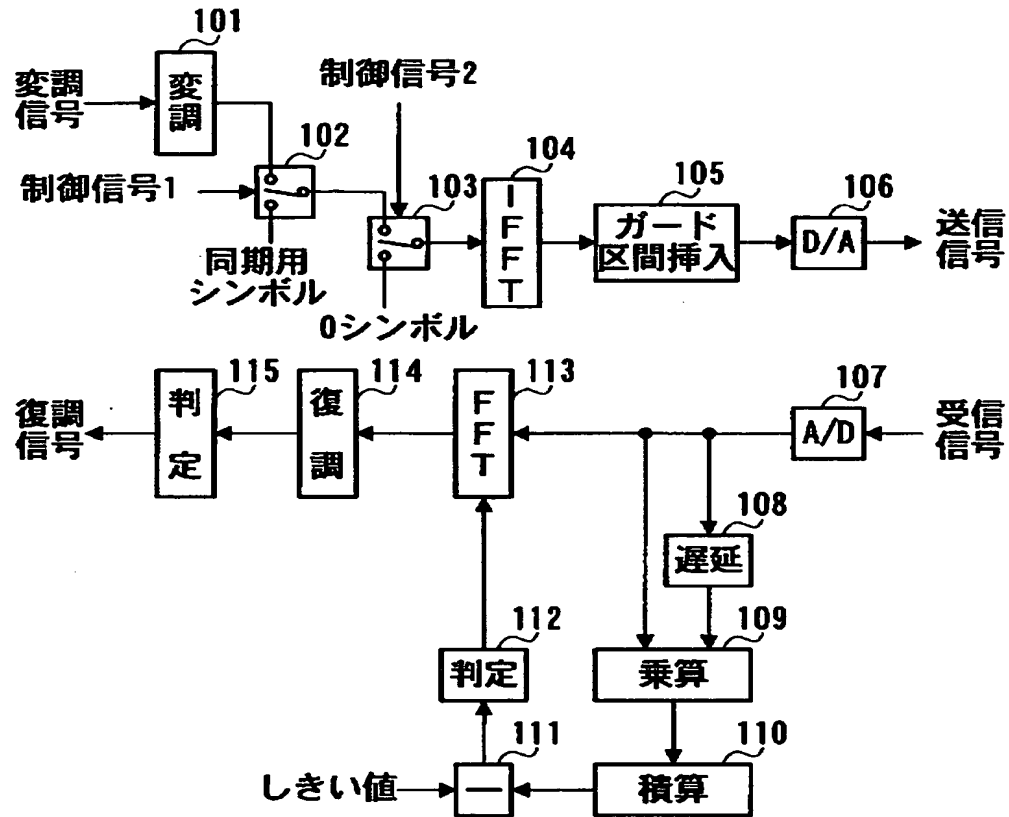 101
変調
信号
変調
制御信号2
102
制御信号1
同期用
シンボル
103
0シンボル
104
IFFT
105
ガード
区間挿入
106
D/A
送信
信号
115
復調
信号
判定
114
復調
113
FFT
107
A/D
受信
信号
108
遅延
109
乗算
112
判定
111
しきい値
−
110
積算